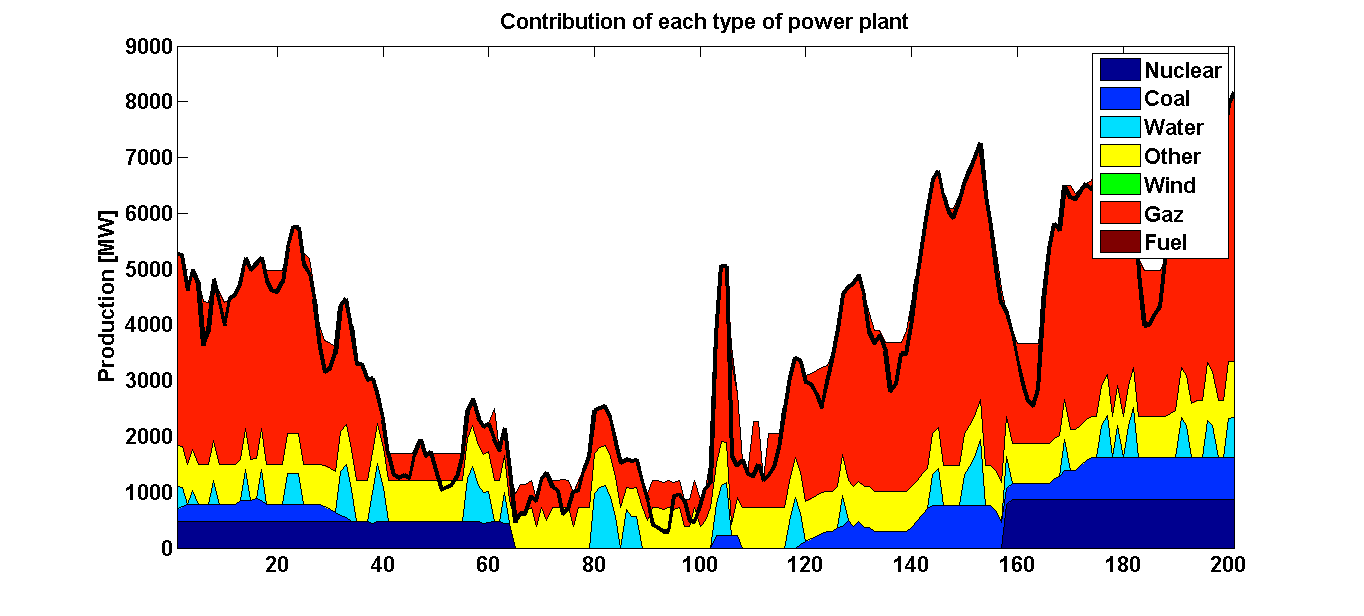 Contribution of each type of power plant
Production [MW]
9000
8000
7000
6000
5000
4000
3000
2000
1000
0
20 40 60 80 100 120 140 160 180 200
Nuclear
Coal
Water
Other
Wind
Gaz
Fuel